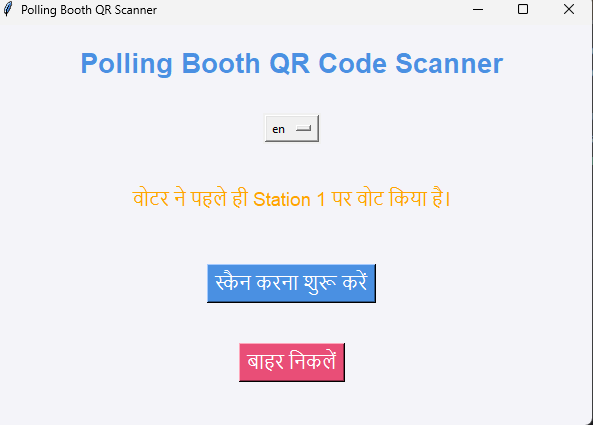 Polling Booth QR Scanner
Polling Booth QR Code Scanner
en
वोटर ने पहले ही Station 1 पर वोट किया है।
स्कैन करना शुरू करें
बाहर निकलें